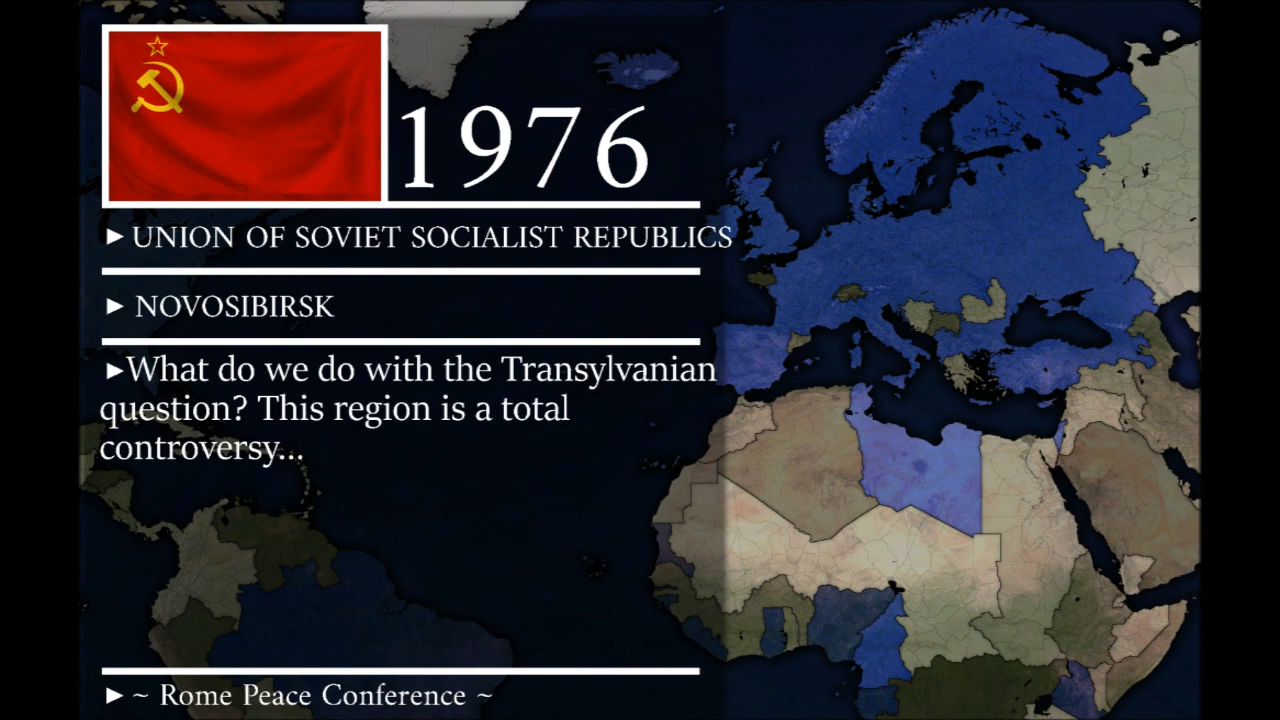 1976
►UNION OF SOVIET SOCIALIST REPUBLICS
► NOVOSIBIRSK
►What do we do with the Transylvanian
question? This region is a total
controversy...
►~ Rome Peace Conference ~